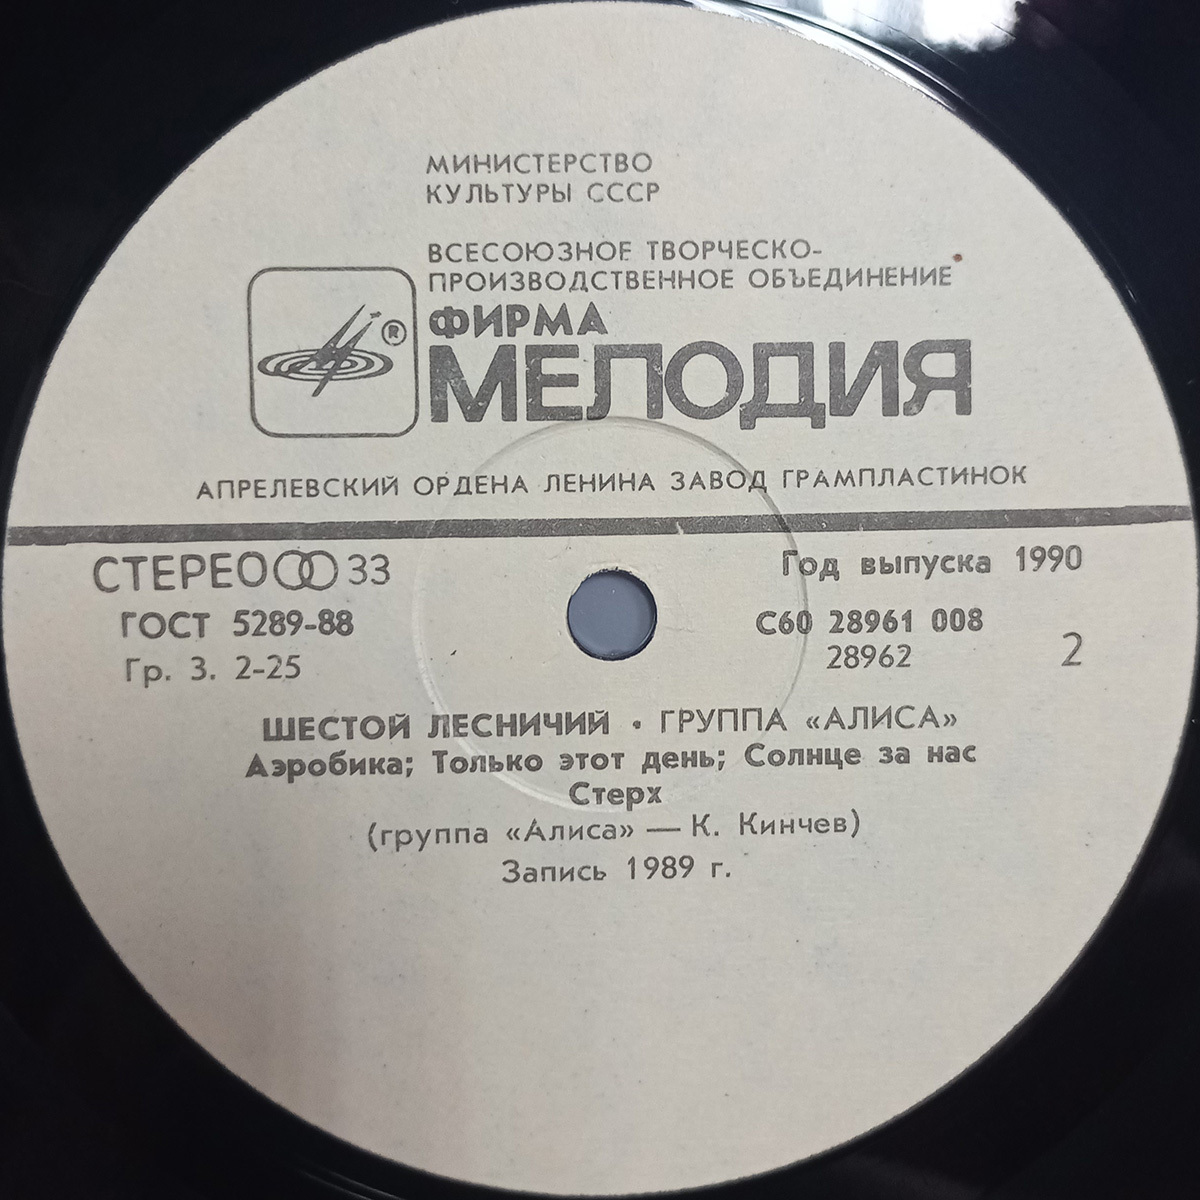 МИНИСТЕРСТВО
КУЛЬТУРЫ СССР
ВСЕСОЮЗНОЕ ТВОРЧЕСКО-
ПРОИЗВОДСТВЕННОЕ ОБЪЕДИНЕНИЕ
®
ФИРМА
МЕЛОДИЯ
АПРЕЛЕВСКИЙ ОРДЕНА ЛЕНИНА ЗАВОД ГРАМПЛАСТИНОК
СТЕРЕО 33
Год выпуска 1990
ГОСТ 5289-88
С60 28961 008
Гр. 3. 2-25
28962
2
ШЕСТОЙ ЛЕСНИЧИЙ • ГРУППА «АЛИСА»
Аэробика; Только этот день; Солнце за нас
Стерх
(группа «Алиса» — К. Кинчев)
Запись 1989 г.